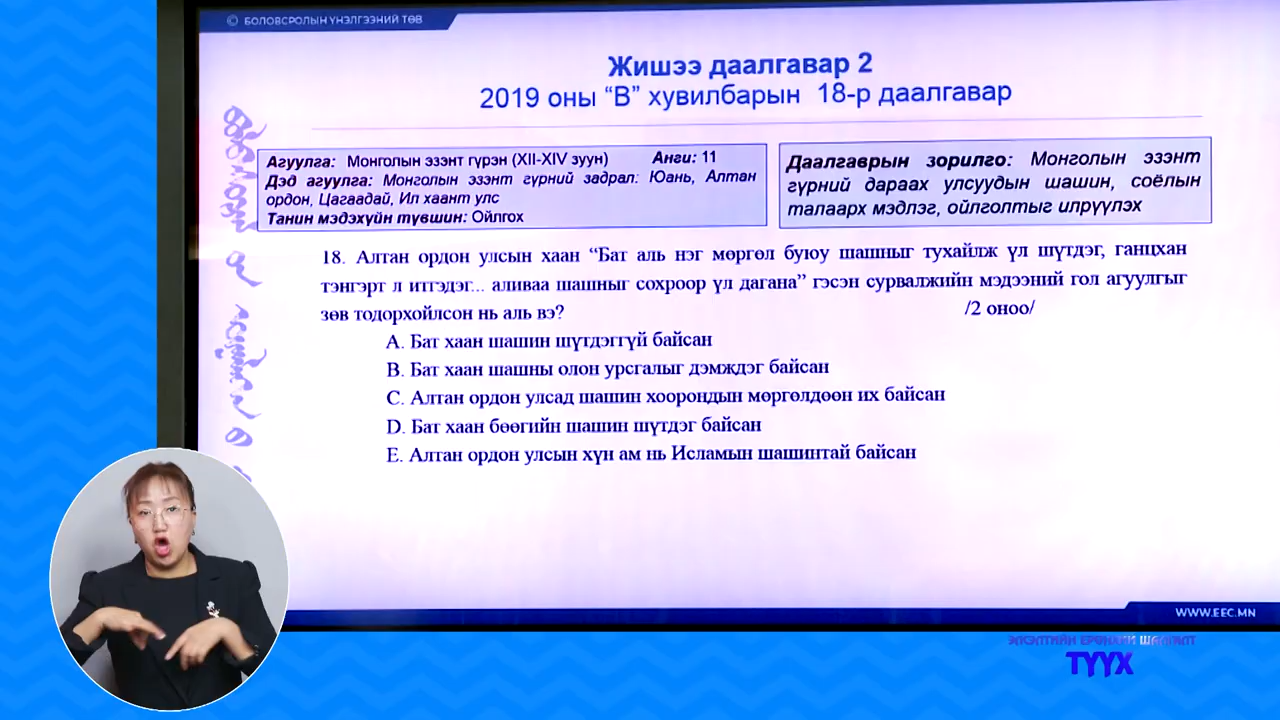 © БОЛОВСРОЛЫН ҮНЭЛГЭЭНИЙ ТӨВ
Жишээ даалгавар 2
2019 оны “B” хувилбарын 18-р даалгавар
Агуулга: Монголын эзэнт гүрэн (XII-XIV зуун) Анги: 11
Дэд агуулга: Монголын эзэнт гүрний задрал: Юань, Алтан
ордон, Цагаадай, Ил хаант улс
Танин мэдэхүйн түвшин: Ойлгох
Даалгаврын зорилго: Монголын эзэнт
гүрний дараах улсуудын шашин, соёлын
талаарх мэдлэг, ойлголтыг илрүүлэх
18. Алтан ордон улсын хаан “Бат аль нэг мөргөл буюу шашныг тухайлж үл шүтдэг, ганцхан
тэнгэрт л итгэдэг... аливаа шашныг сохроор үл дагана” гэсэн сурвалжийн мэдээний гол агуулгыг
зөв тодорхойлсон нь аль вэ? /2 оноо/
A. Бат хаан шашин шүтдэггүй байсан
B. Бат хаан шашны олон урсгалыг дэмждэг байсан
C. Алтан ордон улсад шашин хоорондын мөргөлдөөн их байсан
D. Бат хаан бөөгийн шашин шүтдэг байсан
E. Алтан ордон улсын хүн ам нь Исламын шашинтай байсан
WWW.EEC.MN
ЭЛСЭЛТИЙН ЕРӨНХИЙ ШАЛГАЛТ
ТҮҮХ